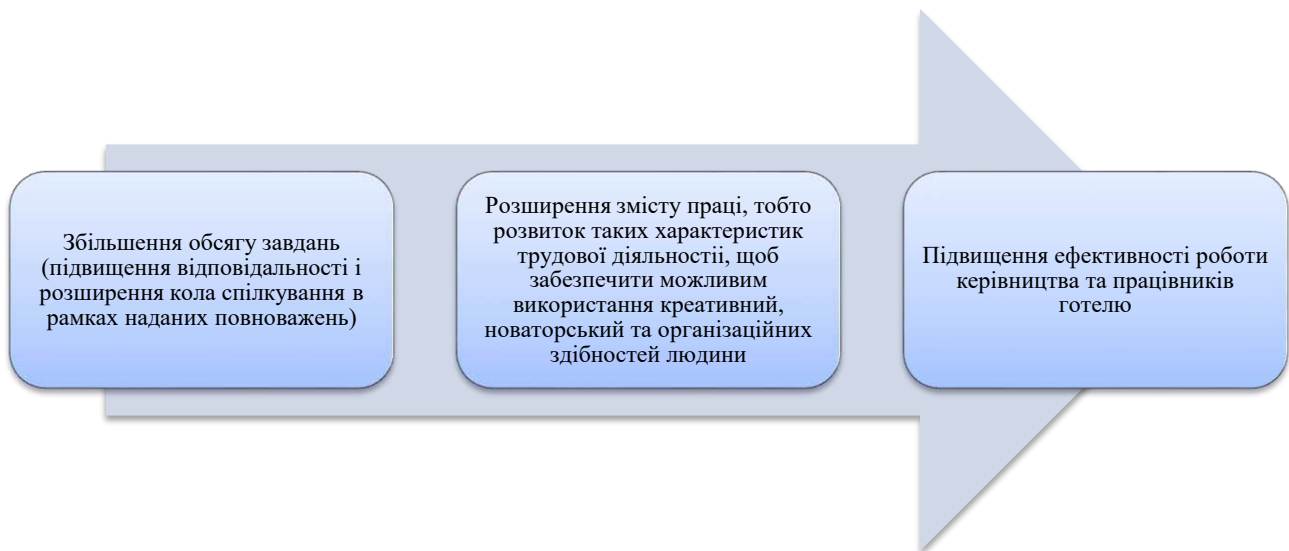 Збільшення обсягу завдань
(підвищення відповідальності і
розширення кола спілкування в
рамках наданих повноважень)
Розширення змісту праці, тобто
розвиток таких характеристик
трудової діяльностіі, щоб
забезпечити можливим
використання креативний,
новаторський та організаційних
здібностей людини
Підвищення ефективності роботи
керівництва та працівників
готелю